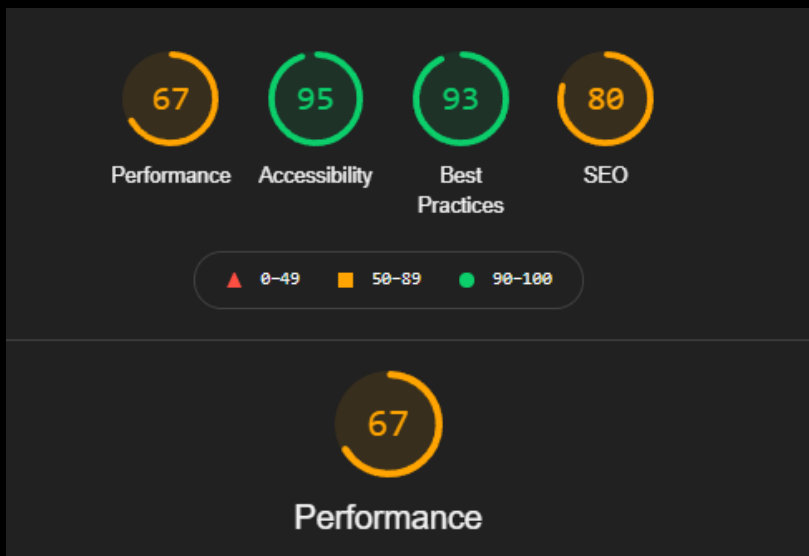 67 95 93 80
Performance Accessibility Best SEO
Practices
0–49 50–89 90–100
67
Performance